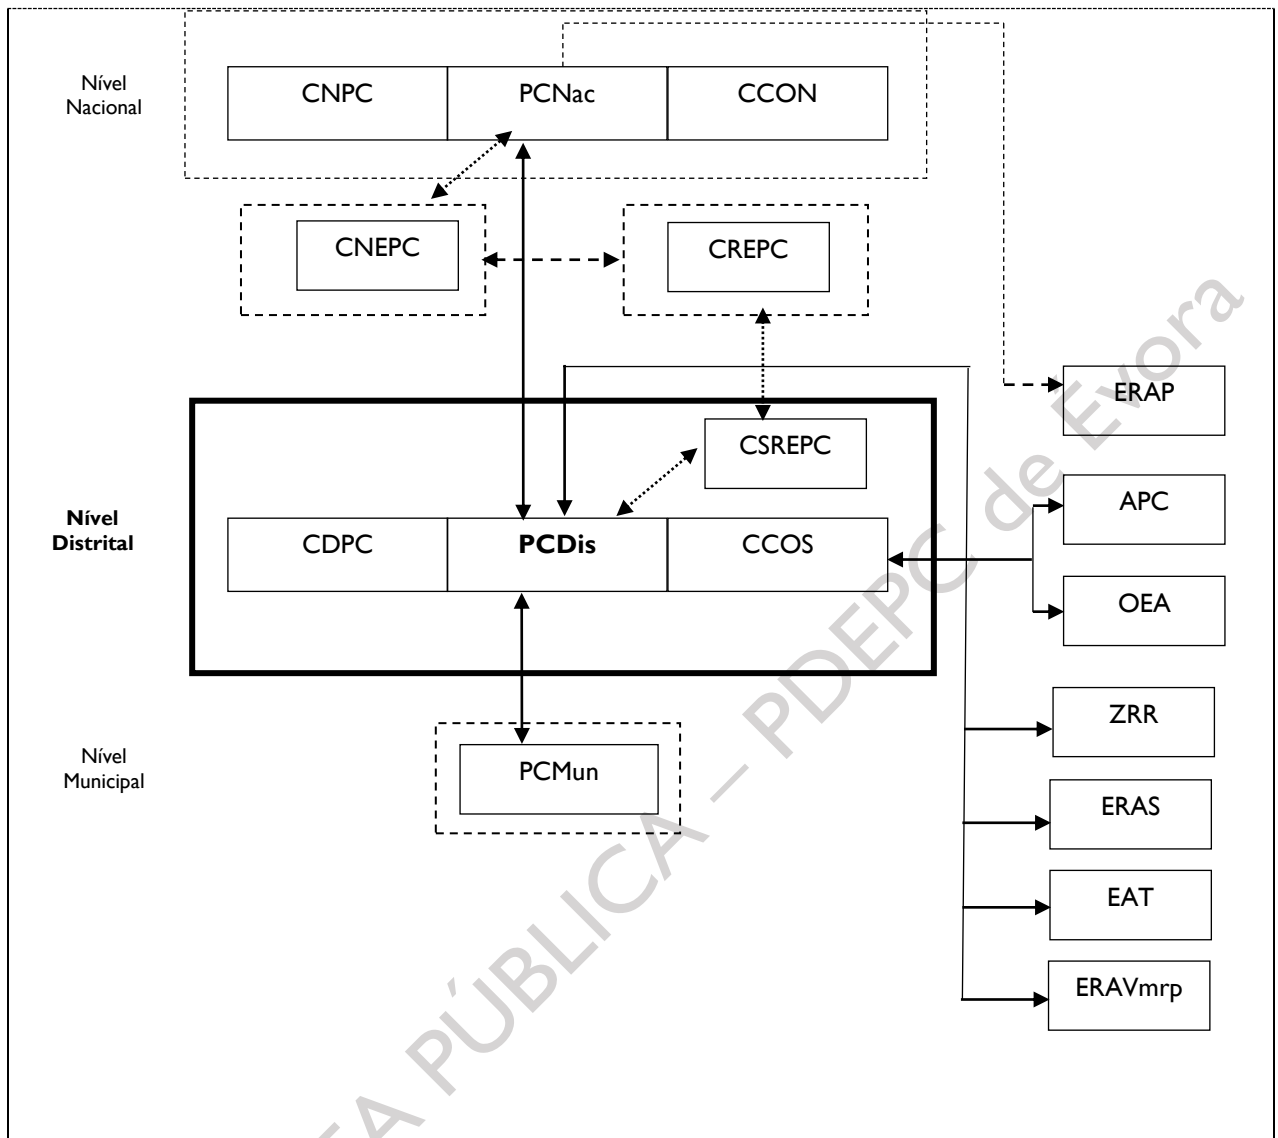 Nível
Nacional
CNPC
PCNac
CCON
CNEPC
CREPC
ERAP
CSREPC
APC
Nível
Distrital
CDPC
PCDis
CCOS
OEA
ZRR
Nível
Municipal
PCMun
ERAS
EAT
ERAVmrp
TA PÚBLICA – PDEPC de Évora